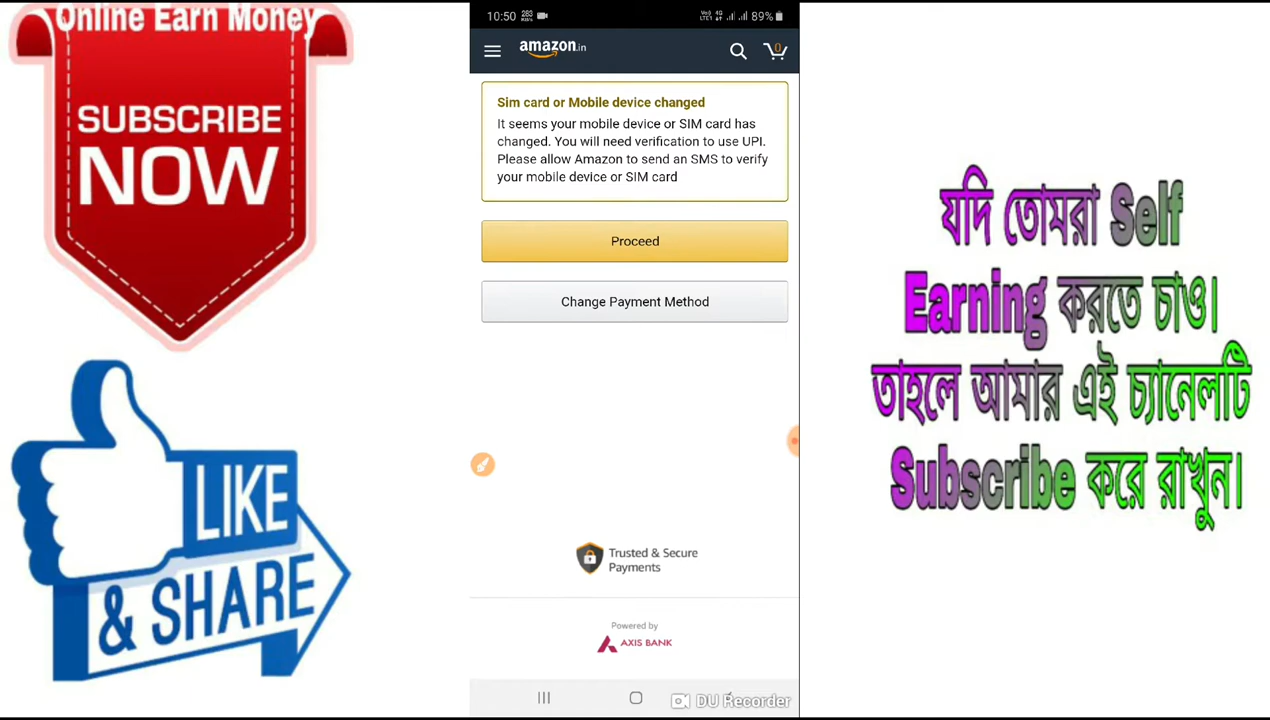 Online Earn Money
SUBSCRIBE
NOW
LIKE
& SHARE
10:50
89%
amazon.in
0
Sim card or Mobile device changed
It seems your mobile device or SIM card has
changed. You will need verification to use UPI.
Please allow Amazon to send an SMS to verify
your mobile device or SIM card
Proceed
Change Payment Method
Trusted & Secure
Payments
Powered by
AXIS BANK
DU Recorder
যদি তোমরা Self
Earning করতে চাও।
তাহলে আমার এই চ্যানেলটি
Subscribe করে রাখুন।